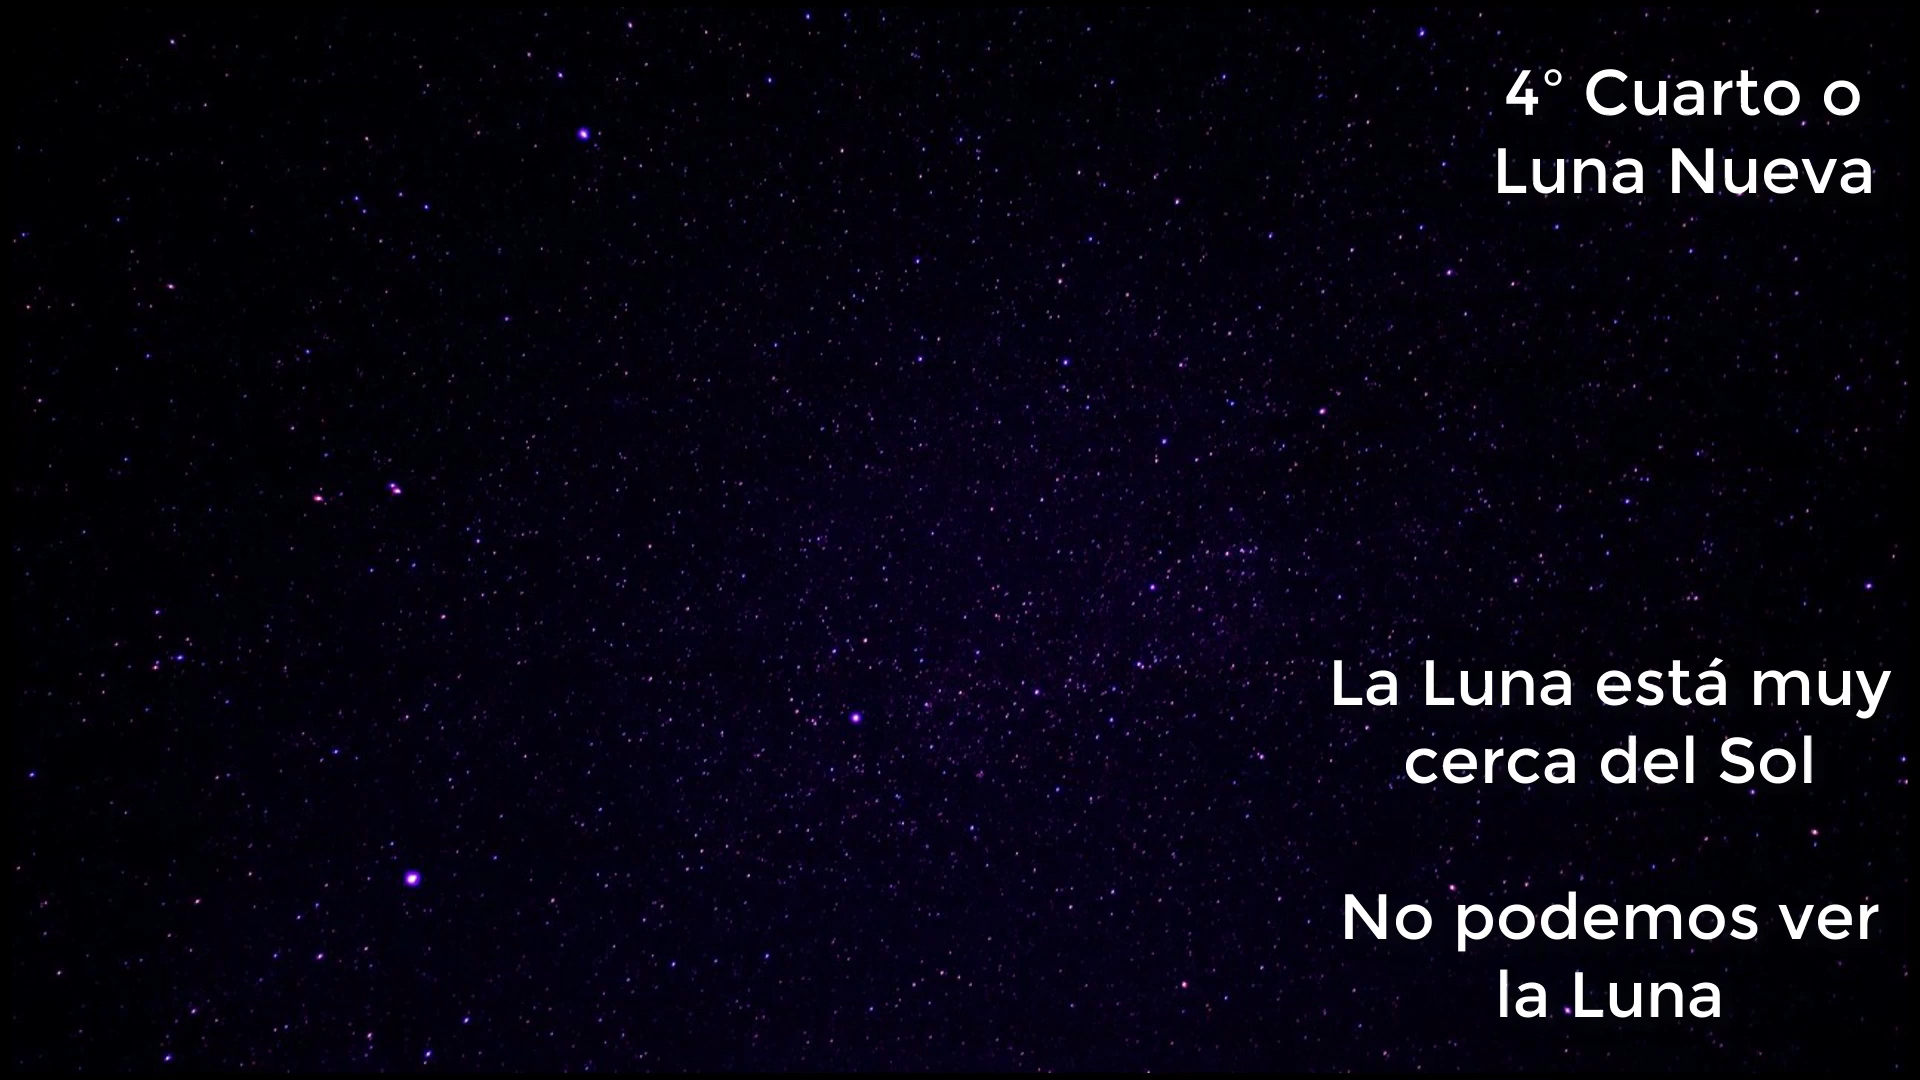 4° Cuarto o
Luna Nueva
La Luna está muy
cerca del Sol
No podemos ver
la Luna